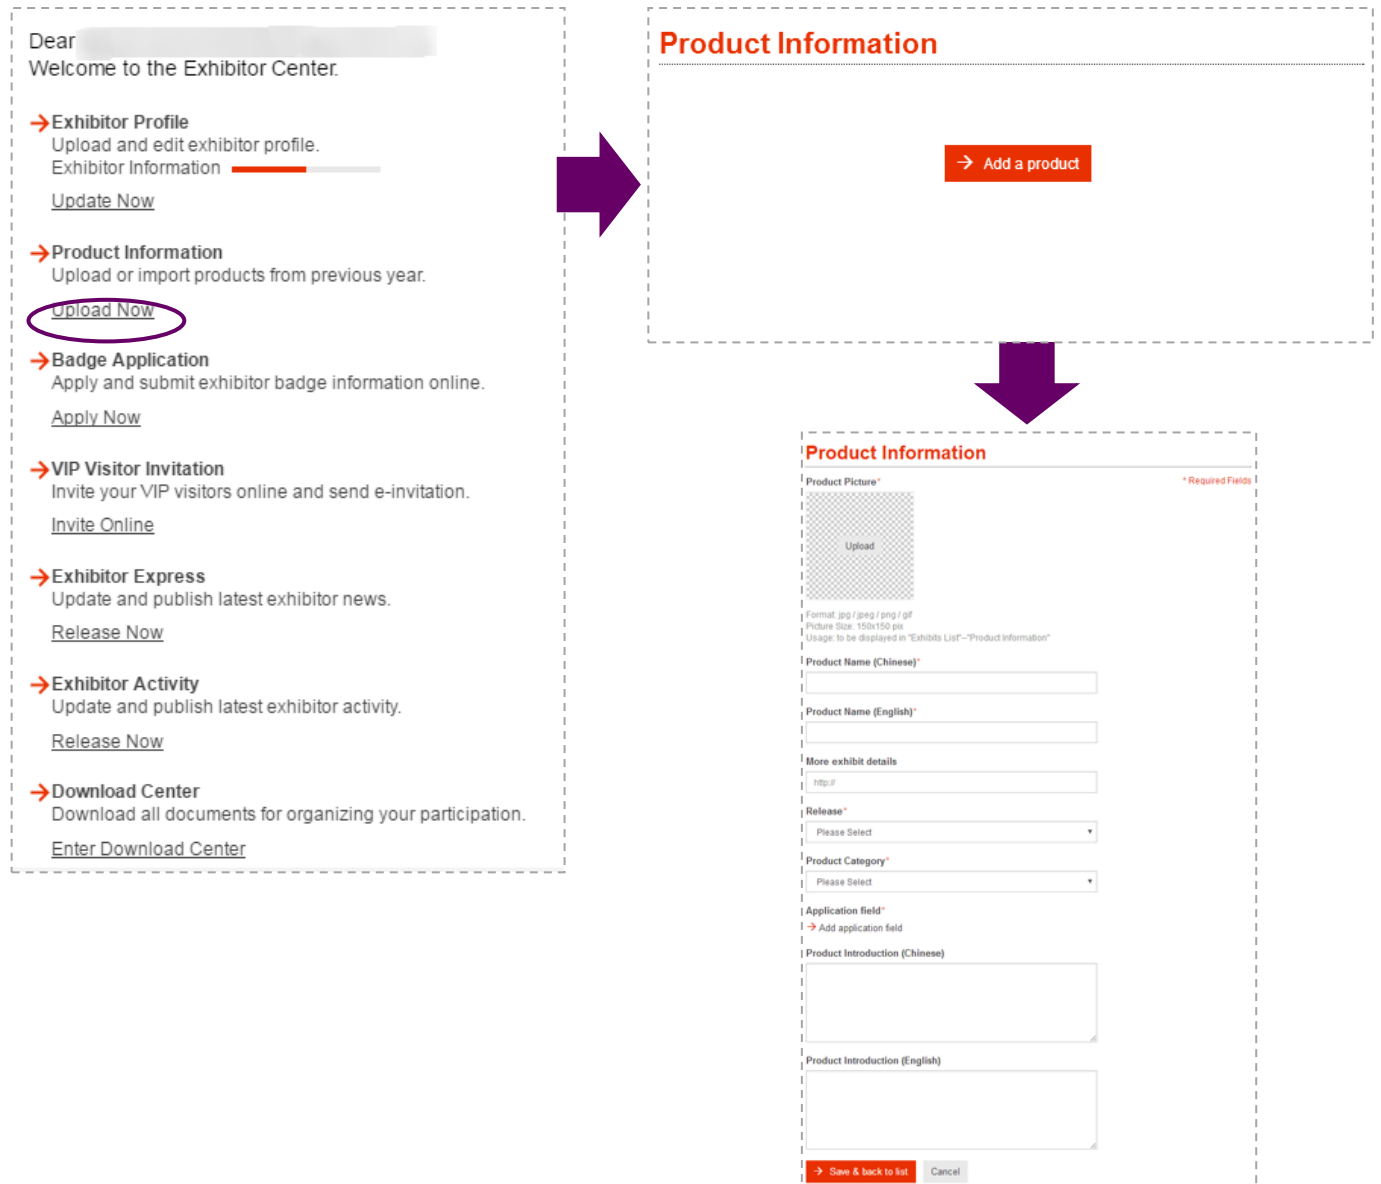 Dear
Welcome to the Exhibitor Center.
Exhibitor Profile
Upload and edit exhibitor profile.
Exhibitor Information
Update Now
Product Information
Upload or import products from previous year.
Upload Now
Badge Application
Apply and submit exhibitor badge information online.
Apply Now
VIP Visitor Invitation
Invite your VIP visitors online and send e-invitation.
Invite Online
Exhibitor Express
Update and publish latest exhibitor news.
Release Now
Exhibitor Activity
Update and publish latest exhibitor activity.
Release Now
Download Center
Download all documents for organizing your participation.
Enter Download Center
Product Information
Add a product
Product Information
Product Picture*
* Required Fields
Upload
Format: jpg / jpeg / png / gif
Picture Size: 150x150 pix
Usage: to be displayed in "Exhibits List"--"Product Information"
Product Name (Chinese)*
Product Name (English)*
More exhibit details
http://
Release*
Please Select
Product Category*
Please Select
Application field*
Add application field
Product Introduction (Chinese)
Product Introduction (English)
Save & back to list
Cancel